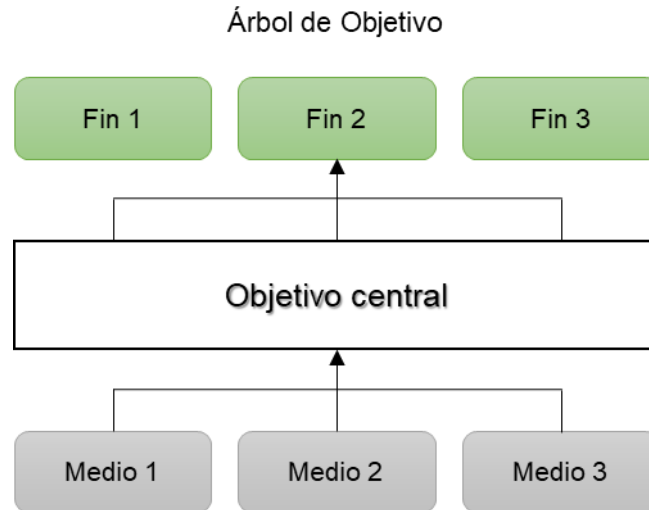 Árbol de Objetivo
Fin 1
Fin 2
Fin 3
Objetivo central
Medio 1
Medio 2
Medio 3